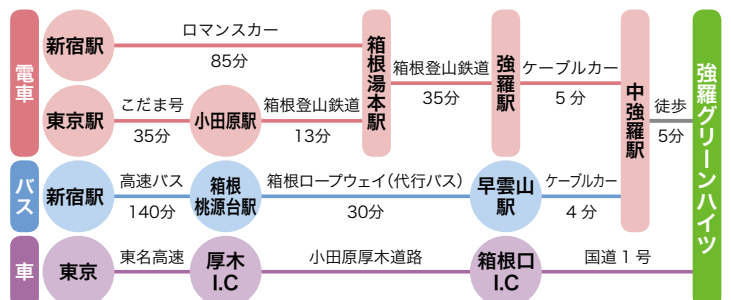 電車
新宿駅
ロマンスカー
85分
箱根湯本駅
箱根登山鉄道
35分
強羅駅
ケーブルカー
5分
中強羅駅
徒歩
5分
強羅グリーンハイツ
東京駅
こだま号
35分
小田原駅
箱根登山鉄道
13分
バス
新宿駅
高速バス
140分
箱根
桃源台駅
箱根ロープウェイ(代行バス)
30分
早雲山
駅
ケーブルカー
4分
車
東京
東名高速
厚木
I.C
小田原厚木道路
箱根口
I.C
国道1号